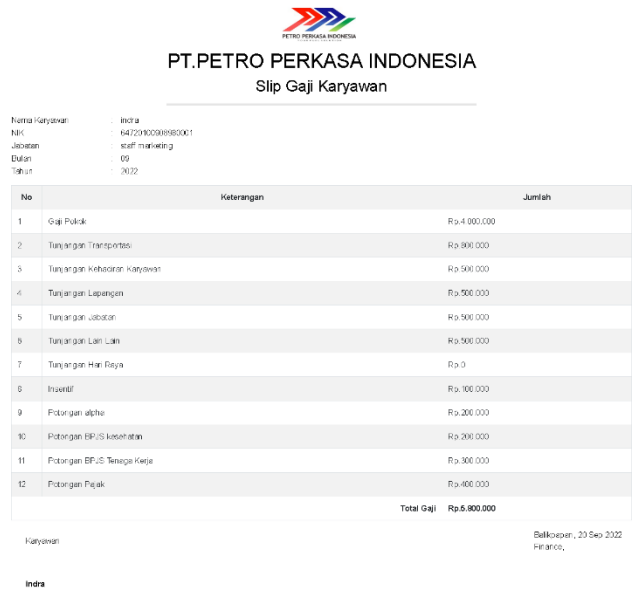 PETRO PERKASA INDONESIA
PT.PETRO PERKASA INDONESIA
Slip Gaji Karyawan
Nama Karyawan : indra
NIK : 64720100908980001
Jabatan : staff marketing
Bulan : 09
Tahun : 2022
No Keterangan Jumlah
1 Gaji Pokok Rp.4.000.000
2 Tunjangan Transportasi Rp.800.000
3 Tunjangan Kehadiran Karyawan Rp.500.000
4 Tunjangan Lapangan Rp.500.000
5 Tunjangan Jabatan Rp.500.000
6 Tunjangan Lain Lain Rp.500.000
7 Tunjangan Hari Raya Rp.0
8 Insentif Rp.100.000
9 Potongan alpha Rp.200.000
10 Potongan BPJS kesehatan Rp.200.000
11 Potongan BPJS Tenaga Kerja Rp.300.000
12 Potongan Pajak Rp.400.000
Total Gaji Rp.5.800.000
Balikpapan, 20 Sep 2022
Karyawan Finance,
Indra